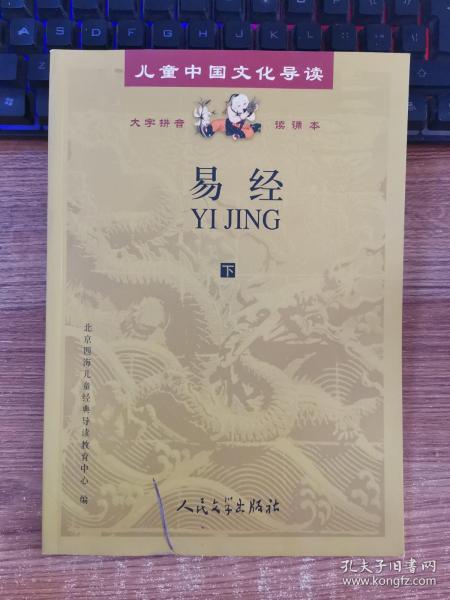 儿童中国文化导读
大字拼音 读诵本
易经
YI JING
下
北京四海儿童经典导读教育中心 编
人民文学出版社
孔夫子旧书网
www.kongfz.com